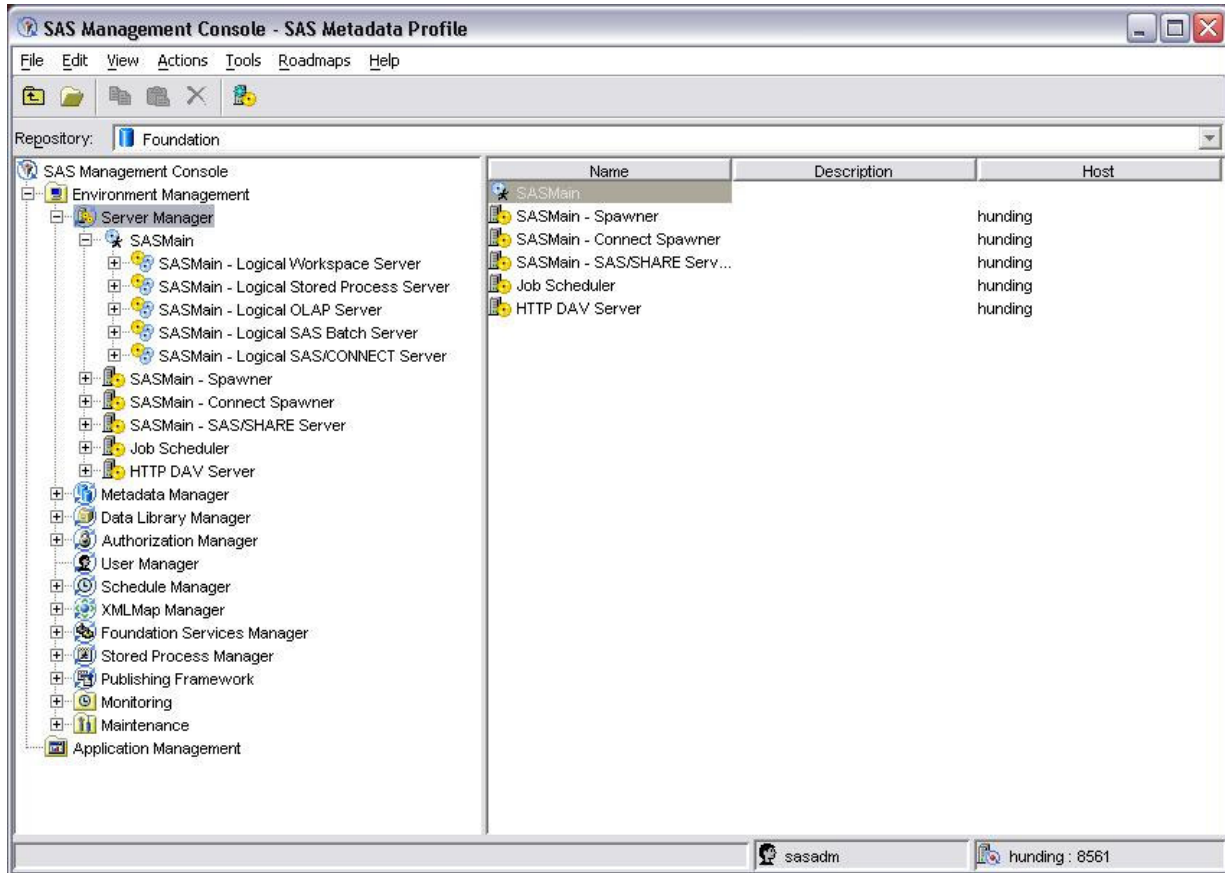 SAS Management Console - SAS Metadata Profile
File Edit View Actions Tools Roadmaps Help
Repository: Foundation
SAS Management Console
Environment Management
Server Manager
SASMain
SASMain - Logical Workspace Server
SASMain - Logical Stored Process Server
SASMain - Logical OLAP Server
SASMain - Logical SAS Batch Server
SASMain - Logical SAS/CONNECT Server
SASMain - Spawner
SASMain - Connect Spawner
SASMain - SAS/SHARE Server
Job Scheduler
HTTP DAV Server
Metadata Manager
Data Library Manager
Authorization Manager
User Manager
Schedule Manager
XMLMap Manager
Foundation Services Manager
Stored Process Manager
Publishing Framework
Monitoring
Maintenance
Application Management
Name Description Host
SASMain
SASMain - Spawner hunding
SASMain - Connect Spawner hunding
SASMain - SAS/SHARE Serv... hunding
Job Scheduler hunding
HTTP DAV Server hunding
sasadm hunding : 8561